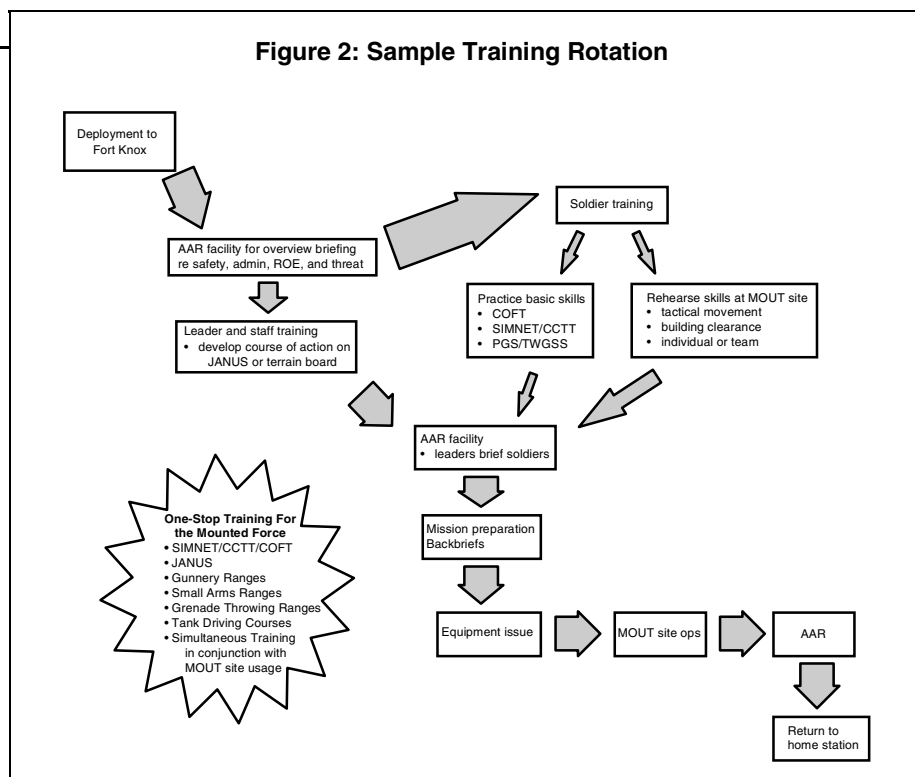 Figure 2: Sample Training Rotation
Deployment to
Fort Knox
Soldier training
AAR facility for overview briefing
re safety, admin, ROE, and threat
Leader and staff training
• develop course of action on
JANUS or terrain board
Practice basic skills
• COFT
• SIMNET/CCTT
• PGS/TWGSS
Rehearse skills at MOUT site
• tactical movement
• building clearance
• individual or team
AAR facility
• leaders brief soldiers
One-Stop Training For
the Mounted Force
• SIMNET/CCTT/COFT
• JANUS
• Gunnery Ranges
• Small Arms Ranges
• Grenade Throwing Ranges
• Tank Driving Courses
• Simultaneous Training
in conjunction with
MOUT site usage
Mission preparation
Backbriefs
Equipment issue
MOUT site ops
AAR
Return to
home station